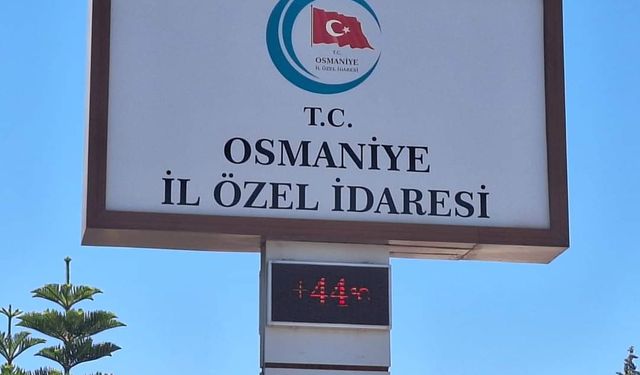 T.C.
OSMANİYE
İL ÖZEL İDARESİ
T.C.
OSMANİYE
İL ÖZEL İDARESİ
+44°C